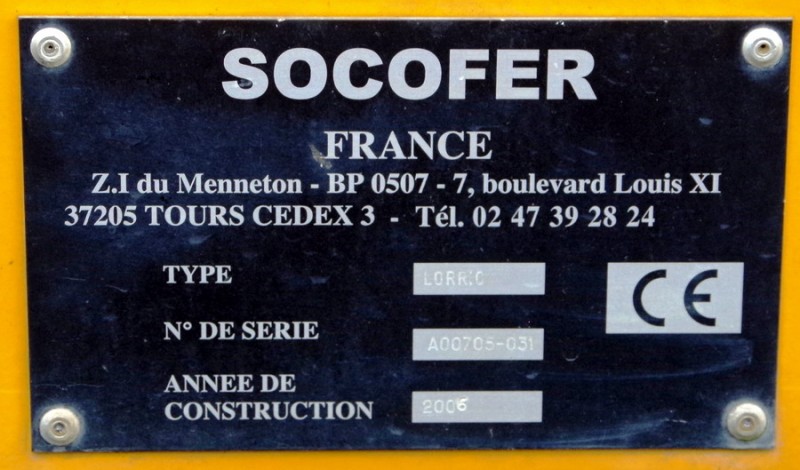 SOCOFER
FRANCE
Z.I du Menneton - BP 0507 - 7, boulevard Louis XI
37205 TOURS CEDEX 3 - Tél. 02 47 39 28 24
TYPE LORRIC
N° DE SERIE A00705-031
ANNEE DE
CONSTRUCTION 2006
CE